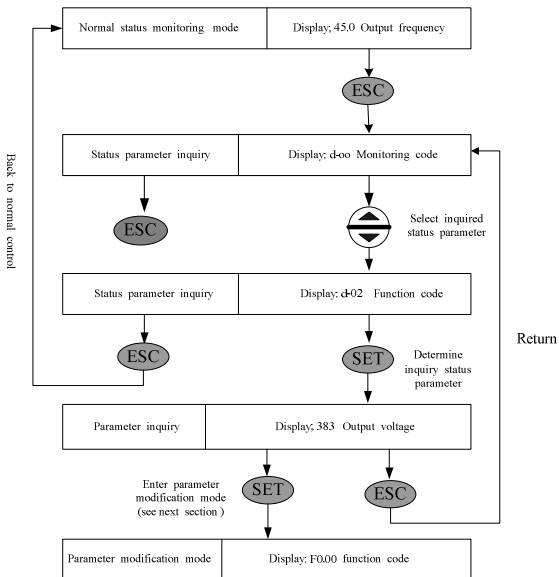 Normal status monitoring mode
Display; 45.0 Output frequency
ESC
Status parameter inquiry
Display; d-oo Monitoring code
ESC
Select inquired
status parameter
Back to normal control
Status parameter inquiry
Display: d-02 Function code
ESC
SET
Determine
inquiry status
parameter
Return
Parameter inquiry
Display; 383 Output voltage
Enter parameter
modification mode
(see next section)
SET
ESC
Parameter modification mode
Display: F0.00 function code